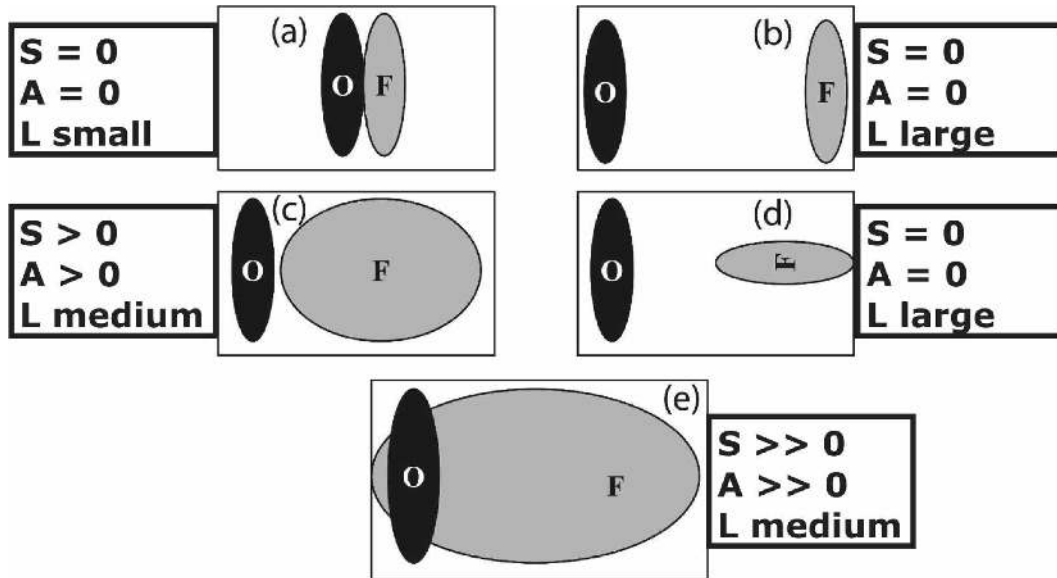 S = 0
A = 0
L small
(a)
O F
(b)
O
F
S = 0
A = 0
L large
S > 0
A > 0
L medium
(c)
O
F
(d)
O
F
S = 0
A = 0
L large
(e)
O
F
S >> 0
A >> 0
L medium